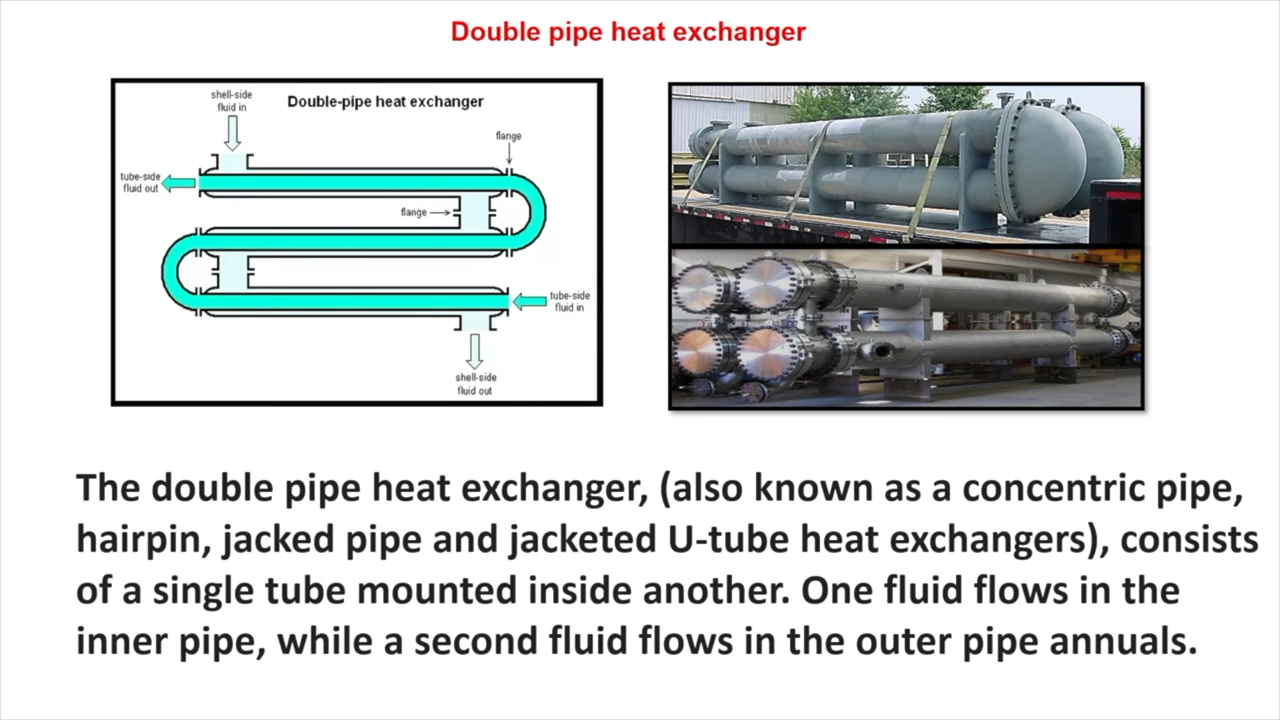 Double pipe heat exchanger
shell-side
fluid in
Double-pipe heat exchanger
flange
tube-side
fluid out
flange
tube-side
fluid in
shell-side
fluid out
The double pipe heat exchanger, (also known as a concentric pipe,
hairpin, jacked pipe and jacketed U-tube heat exchangers), consists
of a single tube mounted inside another. One fluid flows in the
inner pipe, while a second fluid flows in the outer pipe annuals.